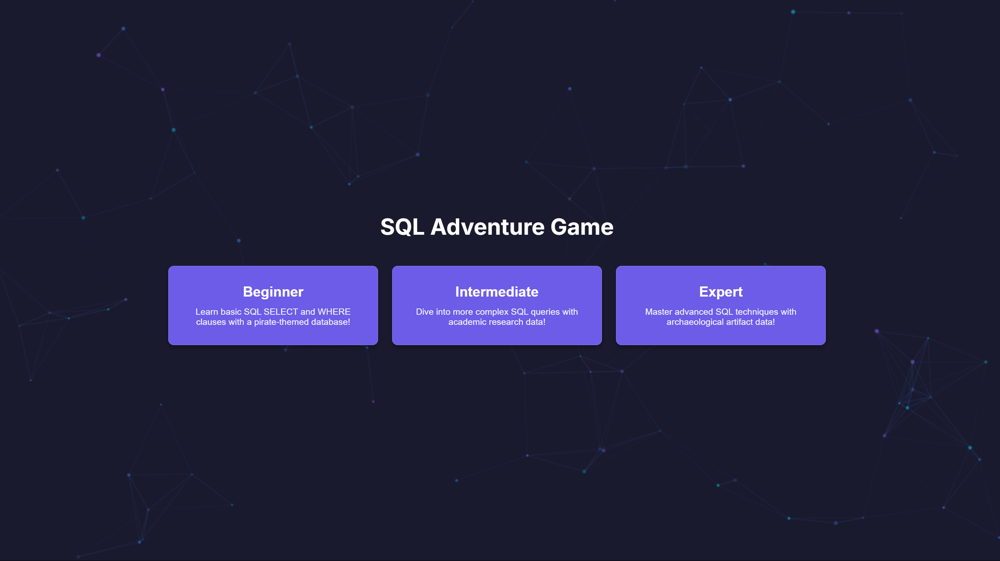 SQL Adventure Game
Beginner
Learn basic SQL SELECT and WHERE
clauses with a pirate-themed database!
Intermediate
Dive into more complex SQL queries with
academic research data!
Expert
Master advanced SQL techniques with
archaeological artifact data!